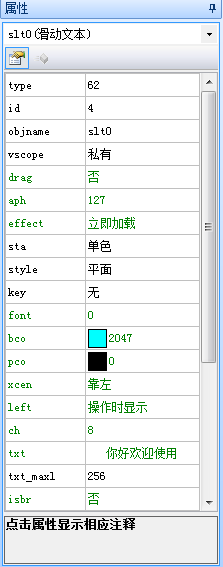 属性
slt0(滑动文本)
type 62
id 4
objname slt0
vscope 私有
drag 否
aph 127
effect 立即加载
sta 单色
style 平面
key 无
font 0
bco 2047
pco 0
xcen 靠左
left 操作时显示
ch 8
txt 你好欢迎使用
txt_maxl 256
isbr 否
点击属性显示相应注释